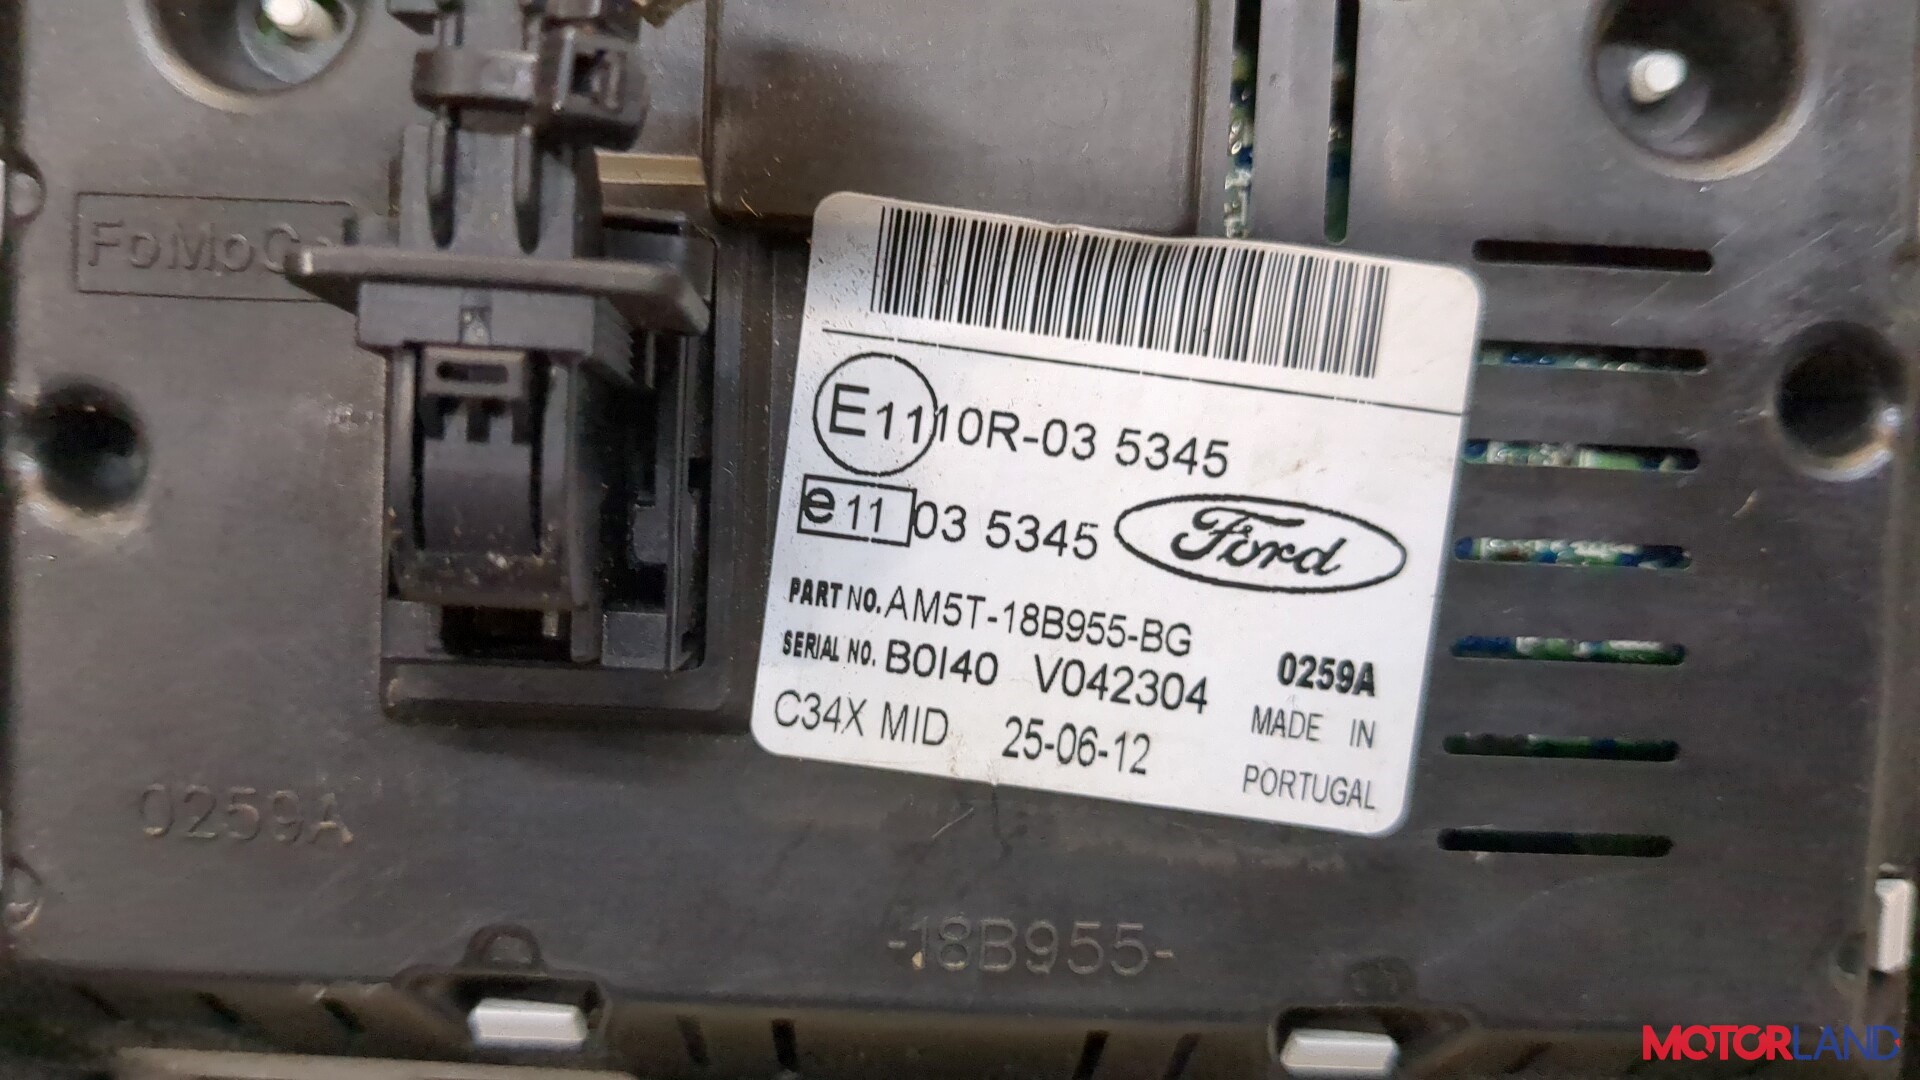 FoMoCo
E11 10R-03 5345
e11 03 5345
Ford
PART NO. AM5T-18B955-BG
SERIAL NO. B0I40 V042304
0259A
C34X MID 25-06-12
MADE IN
PORTUGAL
0259A
-18B955-
MOTORLAND